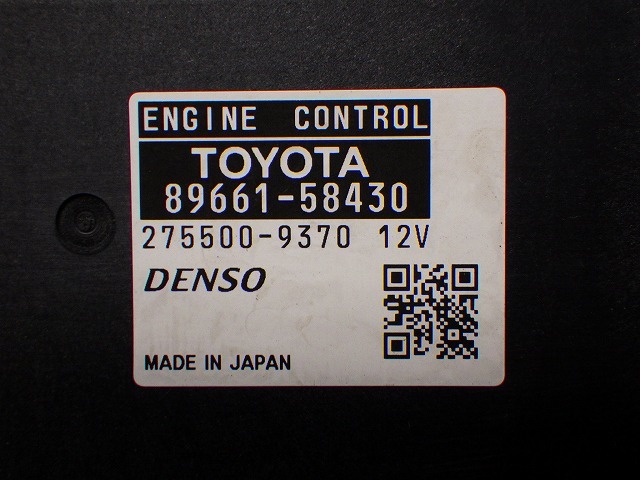 ENGINE CONTROL
TOYOTA
89661-58430
275500-9370 12V
DENSO
MADE IN JAPAN